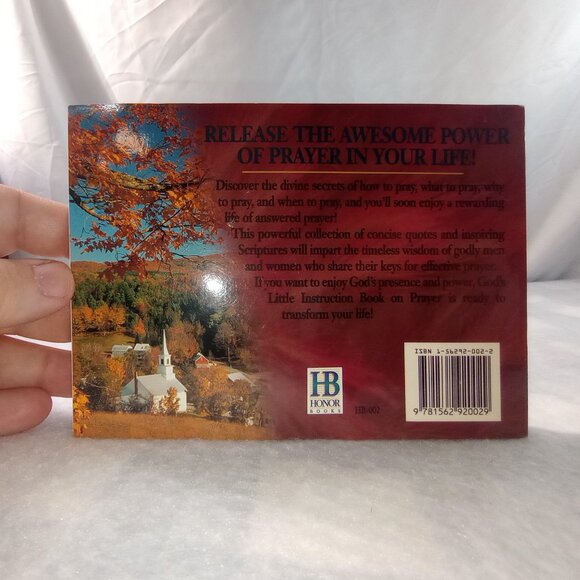 RELEASE THE AWESOME POWER
OF PRAYER IN YOUR LIFE!
Discover the divine secrets of how to pray, what to pray, why
to pray, and when to pray, and you'll soon enjoy a rewarding
life of answered prayer!
This powerful collection of concise quotes and inspiring
Scriptures will impart the timeless wisdom of godly men
and women who share their keys for effective prayer.
If you want to enjoy God's presence and power, God's
Little Instruction Book on Prayer is ready to
transform your life!
HB
HONOR
BOOKS
HB-002
ISBN 1-56292-002-2
9 781562 920029